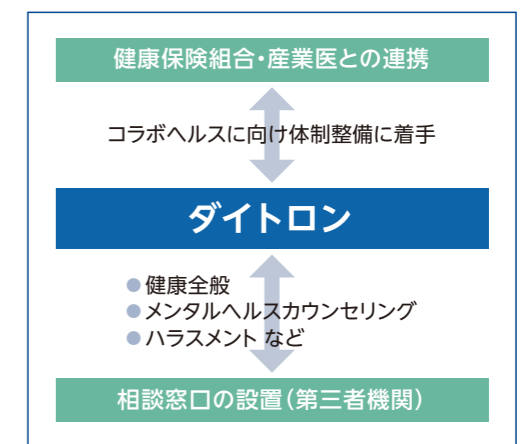 健康保険組合・産業医との連携
コラボヘルスに向け体制整備に着手
ダイトロン
●健康全般
●メンタルヘルスカウンセリング
●ハラスメント など
相談窓口の設置（第三者機関）